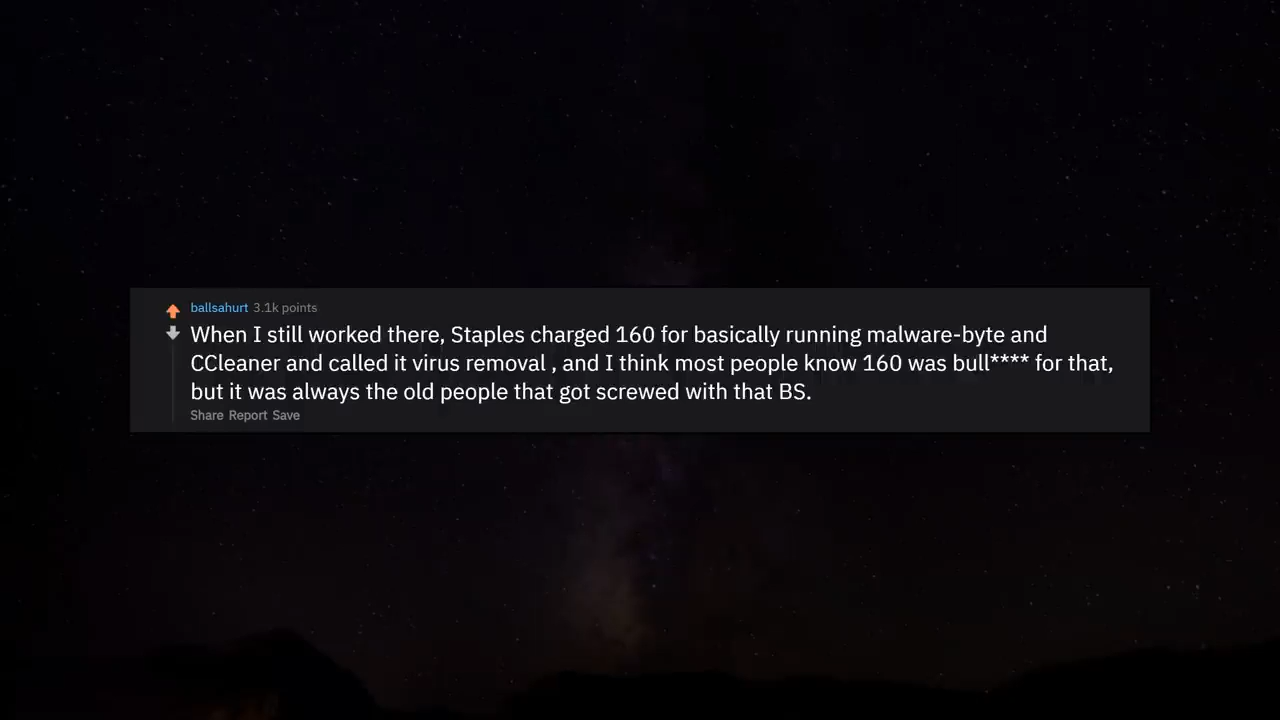 ballsahurt 3.1k points
When I still worked there, Staples charged 160 for basically running malware-byte and
CCleaner and called it virus removal , and I think most people know 160 was bull**** for that,
but it was always the old people that got screwed with that BS.
Share Report Save